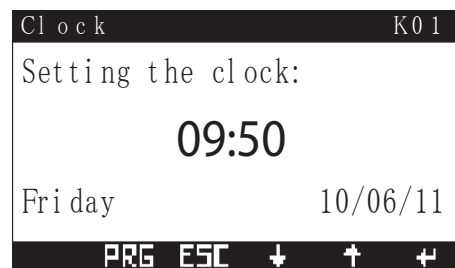 Clock K01
Setting the clock:
09:50
Friday 10/06/11
PRG ESC ↓ ↑ ↵